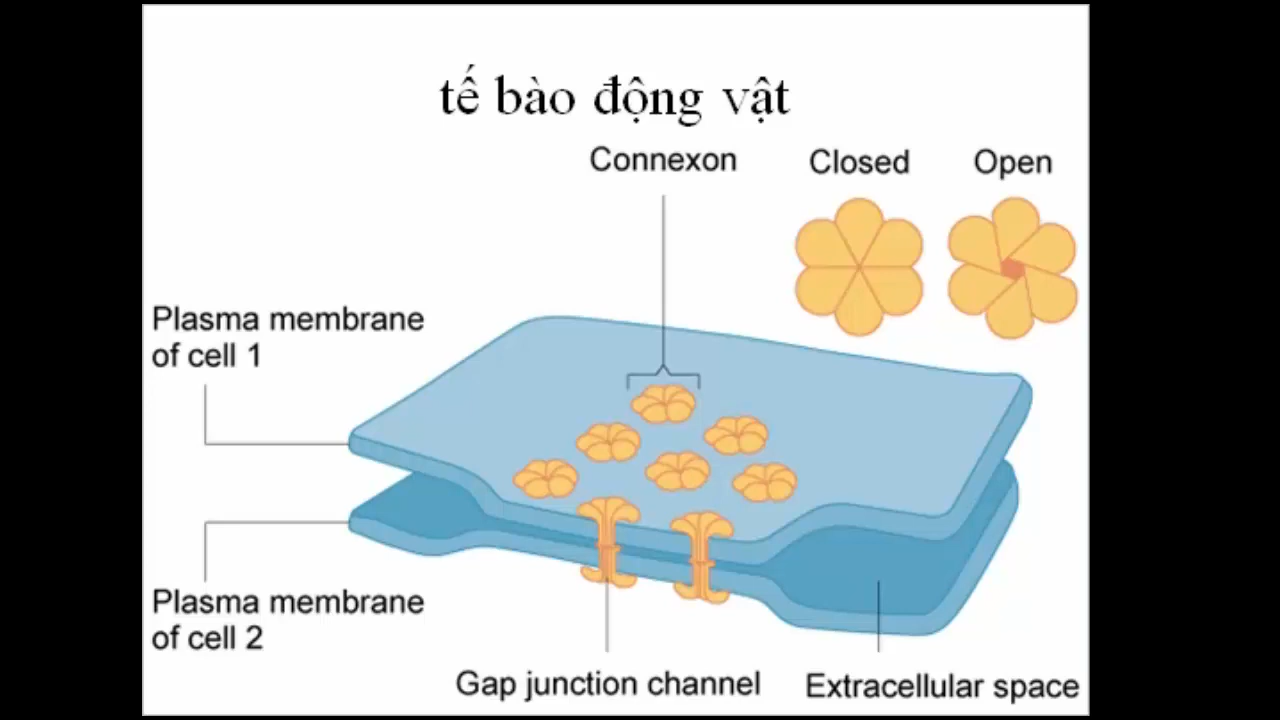 tế bào động vật
Connexon
Closed
Open
Plasma membrane
of cell 1
Plasma membrane
of cell 2
Gap junction channel
Extracellular space